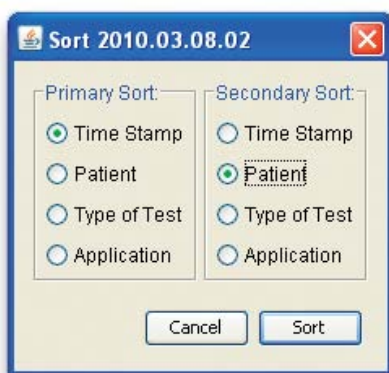 Sort 2010.03.08.02
Primary Sort:
Time Stamp
Patient
Type of Test
Application
Secondary Sort:
Time Stamp
Patient
Type of Test
Application
Cancel
Sort